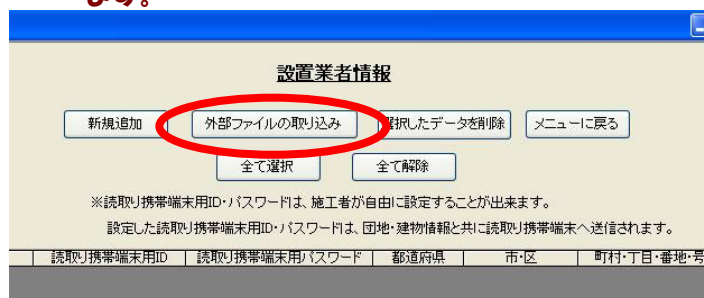 ます。
設置業者情報
新規追加 外部ファイルの取り込み 選択したデータを削除 メニューに戻る
全て選択 全て解除
※読取り携帯端末用ID・パスワードは、施工者が自由に設定することが出来ます。
設定した読取り携帯端末用ID・パスワードは、団地・建物情報と共に読取り携帯端末へ送信されます。
読取り携帯端末用ID 読取り携帯端末用パスワード 都道府県 市・区 町村・丁目・番地・号